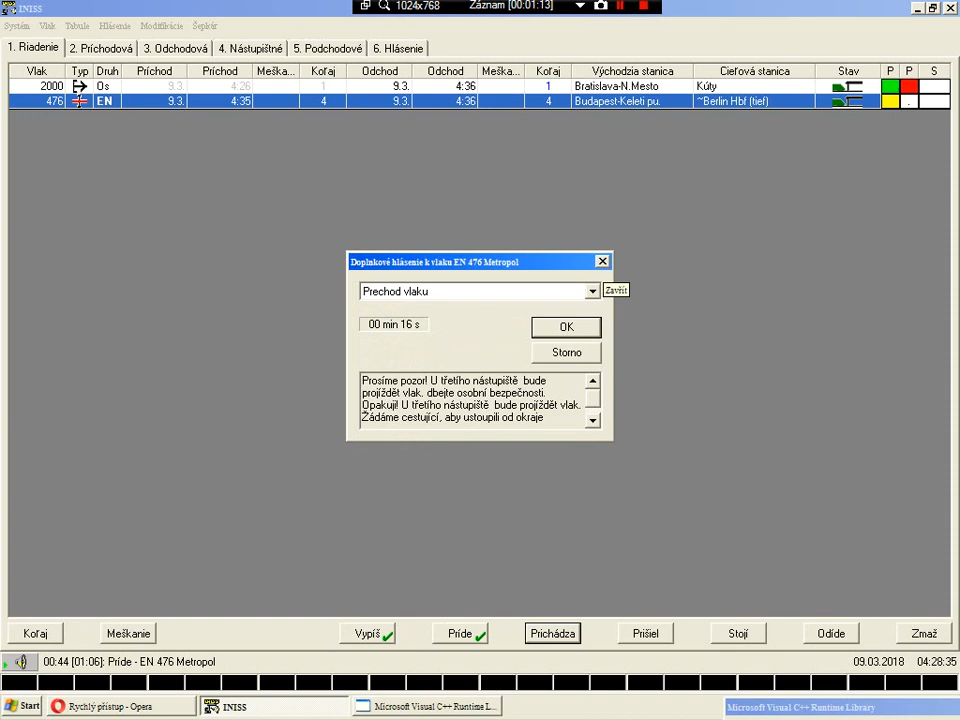 1024x768 Záznam [00:01:13]
INISS
Systém Vlak Tabule Hlásenie Modifikácie Šepkár
1. Riadenie 2. Príchodová 3. Odchodová 4. Nástupištné 5. Podchodové 6. Hlásenie
Vlak Typ Druh Príchod Príchod Meška... Koľaj Odchod Odchod Meška... Koľaj Východzia stanica Cieľová stanica Stav P P S
2000 Os 9.3. 4:26 1 9.3. 4:36 1 Bratislava-N.Mesto Kúty
476 EN 9.3. 4:35 4 9.3. 4:36 4 Budapest-Keleti pu. ~Berlin Hbf (tief) .
Doplnkové hlásenie k vlaku EN 476 Metropol
Prechod vlaku
Zavřít
00 min 16 s
OK
Storno
Prosíme pozor! U třetího nástupiště bude
projíždět vlak. dbejte osobní bezpečnosti.
Opakuji! U třetího nástupiště bude projíždět vlak.
Žádáme cestující, aby ustoupili od okraje
Koľaj Meškanie Vypíš Príde Prichádza Prišiel Stojí Odíde Zmaž
00:44 [01:06]: Príde - EN 476 Metropol 09.03.2018 04:28:35
Start Rychlý přístup - Opera INISS Microsoft Visual C++ Runtime L... Microsoft Visual C++ Runtime Library